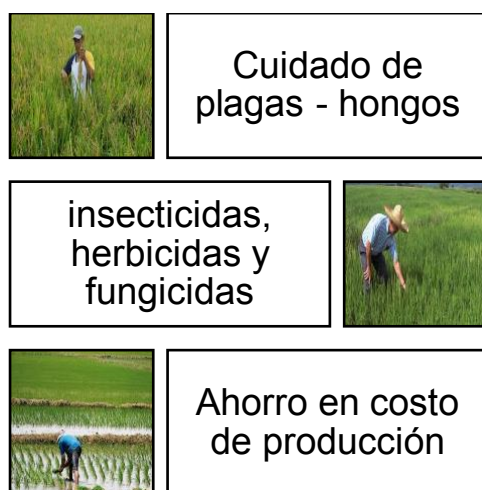 Cuidado de
plagas - hongos
insecticidas,
herbicidas y
fungicidas
Ahorro en costo
de producción